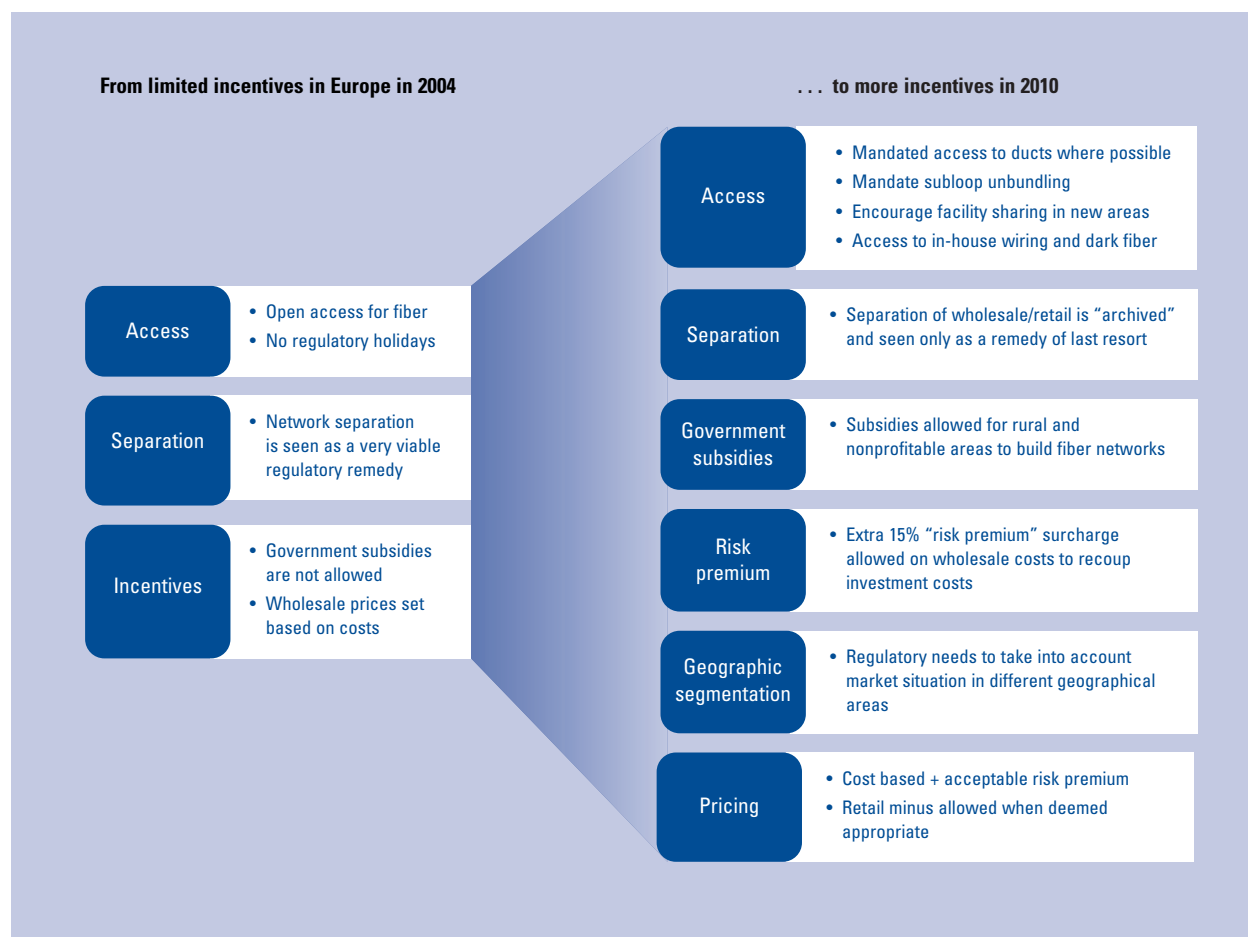 From limited incentives in Europe in 2004
Access
• Open access for fiber
• No regulatory holidays
Separation
• Network separation
is seen as a very viable
regulatory remedy
Incentives
• Government subsidies
are not allowed
• Wholesale prices set
based on costs
. . . to more incentives in 2010
Access
• Mandated access to ducts where possible
• Mandate subloop unbundling
• Encourage facility sharing in new areas
• Access to in-house wiring and dark fiber
Separation
• Separation of wholesale/retail is “archived”
and seen only as a remedy of last resort
Government
subsidies
• Subsidies allowed for rural and
nonprofitable areas to build fiber networks
Risk
premium
• Extra 15% “risk premium” surcharge
allowed on wholesale costs to recoup
investment costs
Geographic
segmentation
• Regulatory needs to take into account
market situation in different geographical
areas
Pricing
• Cost based + acceptable risk premium
• Retail minus allowed when deemed
appropriate